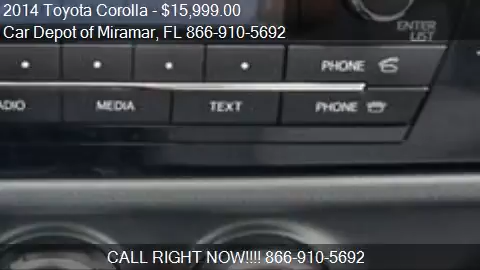 2014 Toyota Corolla - $15,999.00
Car Depot of Miramar, FL 866-910-5692
ENTER
LIST
PHONE
ADIO MEDIA TEXT PHONE
CALL RIGHT NOW!!!! 866-910-5692